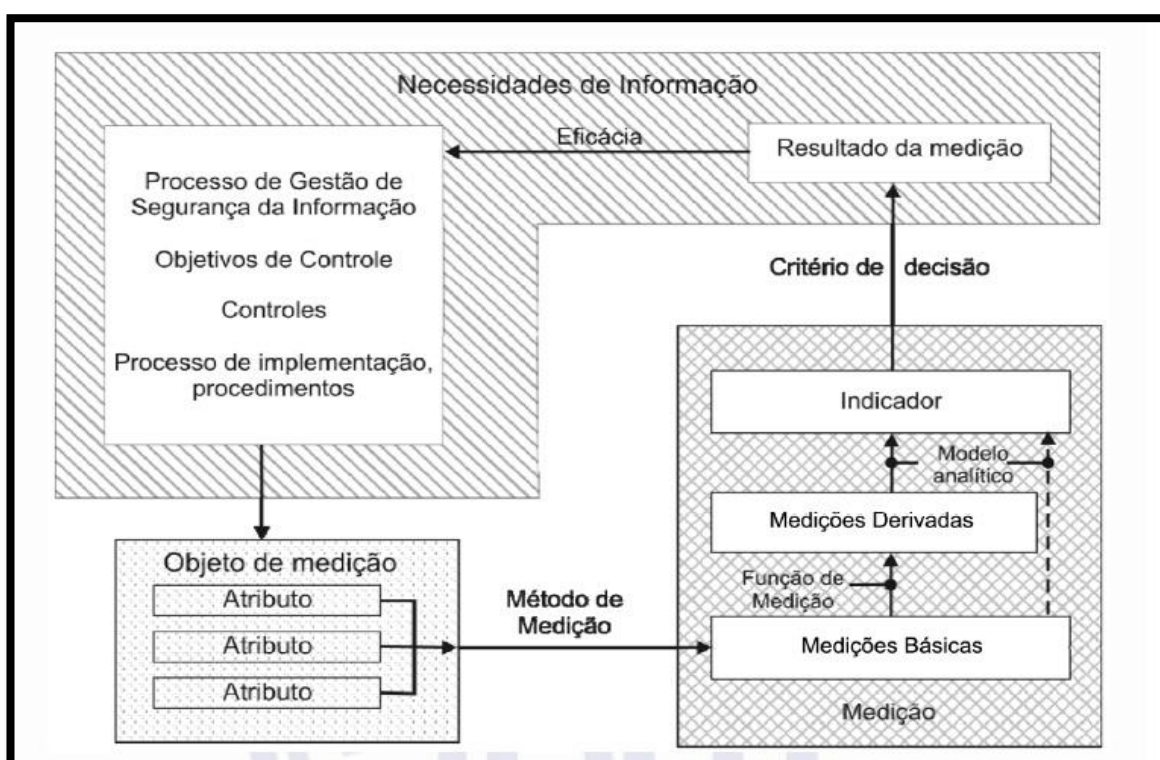 Necessidades de Informação
Eficácia
Resultado da medição
Processo de Gestão de
Segurança da Informação
Objetivos de Controle
Controles
Processo de implementação,
procedimentos
Critério de decisão
Indicador
Modelo
analítico
Medições Derivadas
Função de
Medição
Medições Básicas
Medição
Objeto de medição
Atributo
Atributo
Atributo
Método de
Medição